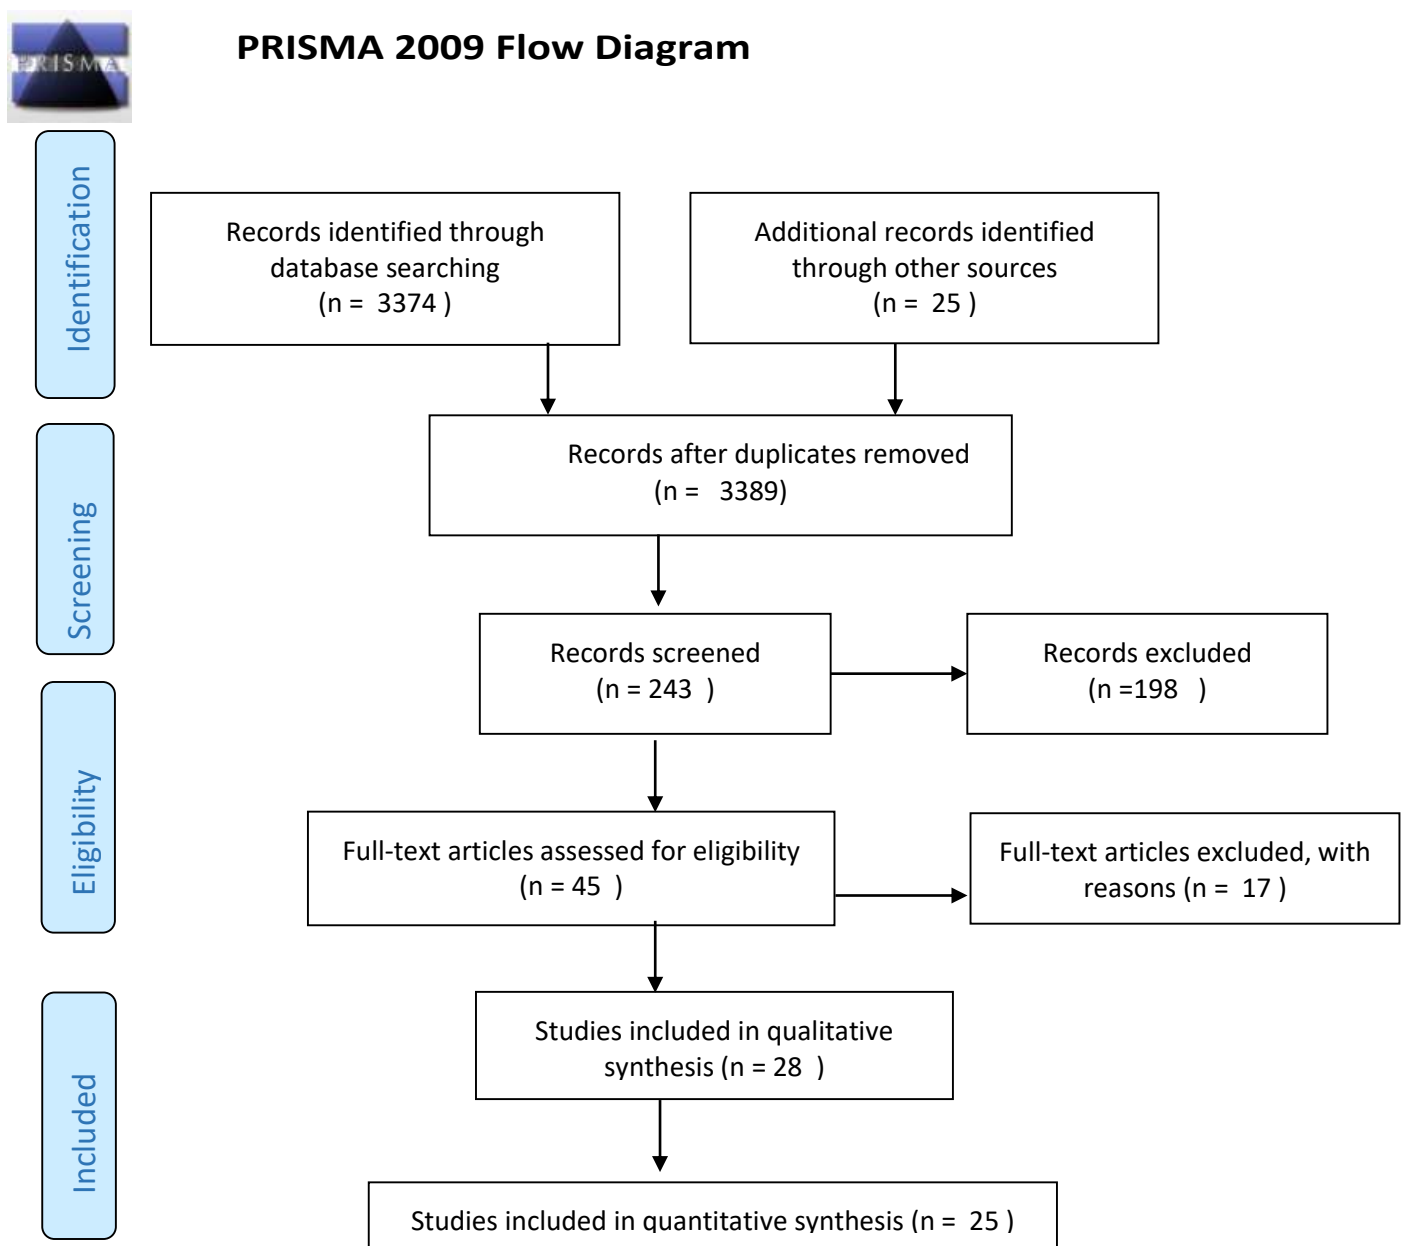 PRISMA
PRISMA 2009 Flow Diagram
Identification
Records identified through
database searching
(n = 3374 )
Additional records identified
through other sources
(n = 25 )
Records after duplicates removed
(n = 3389)
Screening
Records screened
(n = 243 )
Records excluded
(n =198 )
Eligibility
Full-text articles assessed for eligibility
(n = 45 )
Full-text articles excluded, with
reasons (n = 17 )
Studies included in qualitative
synthesis (n = 28 )
Included
Studies included in quantitative synthesis (n = 25 )